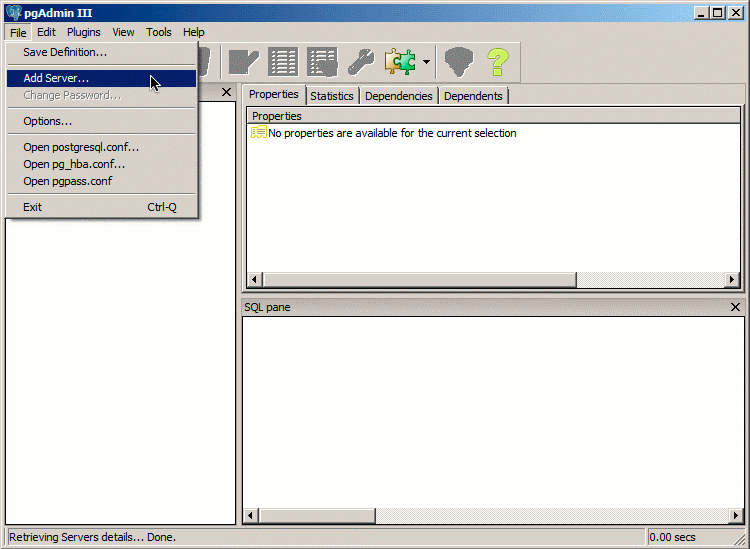 pgAdmin III
File Edit Plugins View Tools Help
Save Definition...
Add Server...
Change Password...
Options...
Open postgresql.conf...
Open pg_hba.conf...
Open pgpass.conf
Exit Ctrl-Q
Properties Statistics Dependencies Dependents
Properties
No properties are available for the current selection
SQL pane
Retrieving Servers details... Done. 0.00 secs